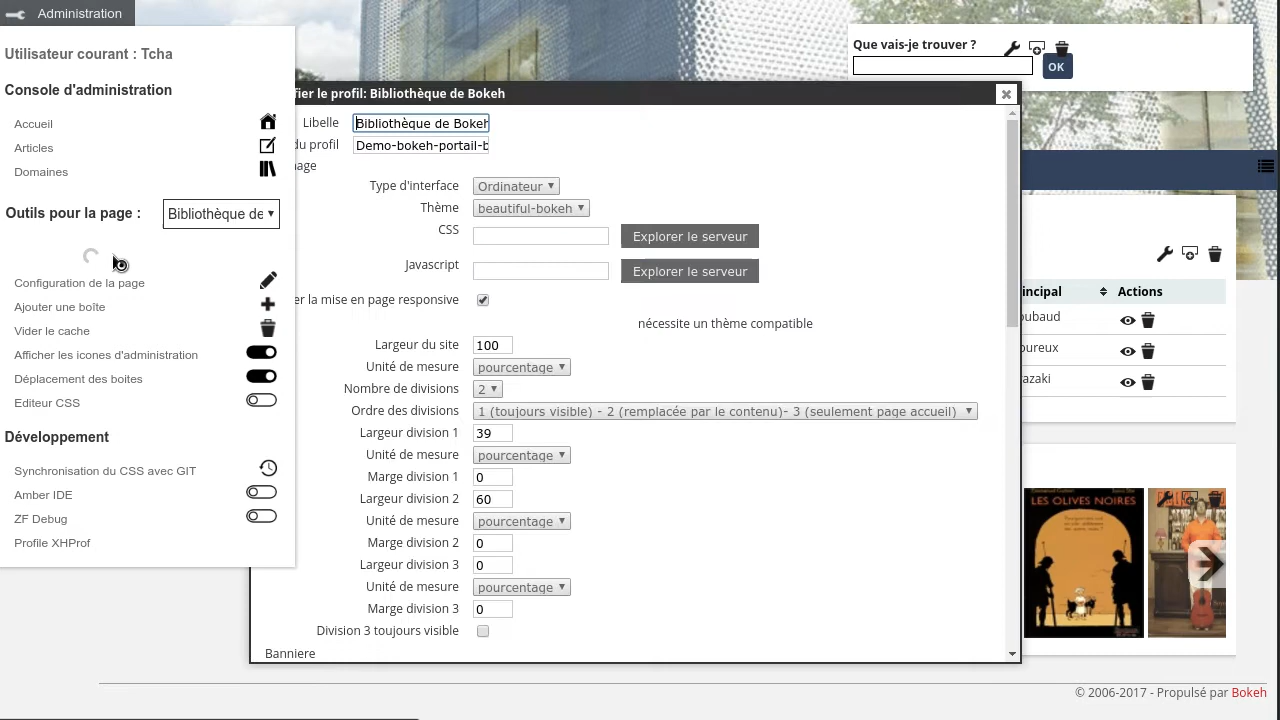 Administration
Utilisateur courant : Tcha
Console d'administration
Accueil
Articles
Domaines
Outils pour la page :
Bibliothèque de
Configuration de la page
Ajouter une boîte
Vider le cache
Afficher les icones d'administration
Déplacement des boites
Editeur CSS
Développement
Synchronisation du CSS avec GIT
Amber IDE
ZF Debug
Profile XHProf
Que vais-je trouver ?
OK
fier le profil: Bibliothèque de Bokeh
Libelle Bibliothèque de Bokeh
du profil Demo-bokeh-portail-b
Type d'interface Ordinateur
Thème beautiful-bokeh
CSS Explorer le serveur
Javascript Explorer le serveur
er la mise en page responsive
nécessite un thème compatible
Largeur du site 100
Unité de mesure pourcentage
Nombre de divisions 2
Ordre des divisions 1 (toujours visible) - 2 (remplacée par le contenu)- 3 (seulement page accueil)
Largeur division 1 39
Unité de mesure pourcentage
Marge division 1 0
Largeur division 2 60
Unité de mesure pourcentage
Marge division 2 0
Largeur division 3 0
Unité de mesure pourcentage
Marge division 3 0
Division 3 toujours visible
Banniere
incipal Actions
oubaud
oureux
azaki
LES OLIVES NOIRES
© 2006-2017 - Propulsé par Bokeh